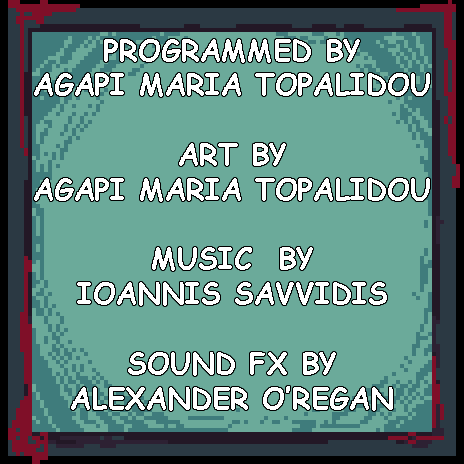 PROGRAMMED BY
AGAPI MARIA TOPALIDOU
ART BY
AGAPI MARIA TOPALIDOU
MUSIC BY
IOANNIS SAVVIDIS
SOUND FX BY
ALEXANDER O'REGAN